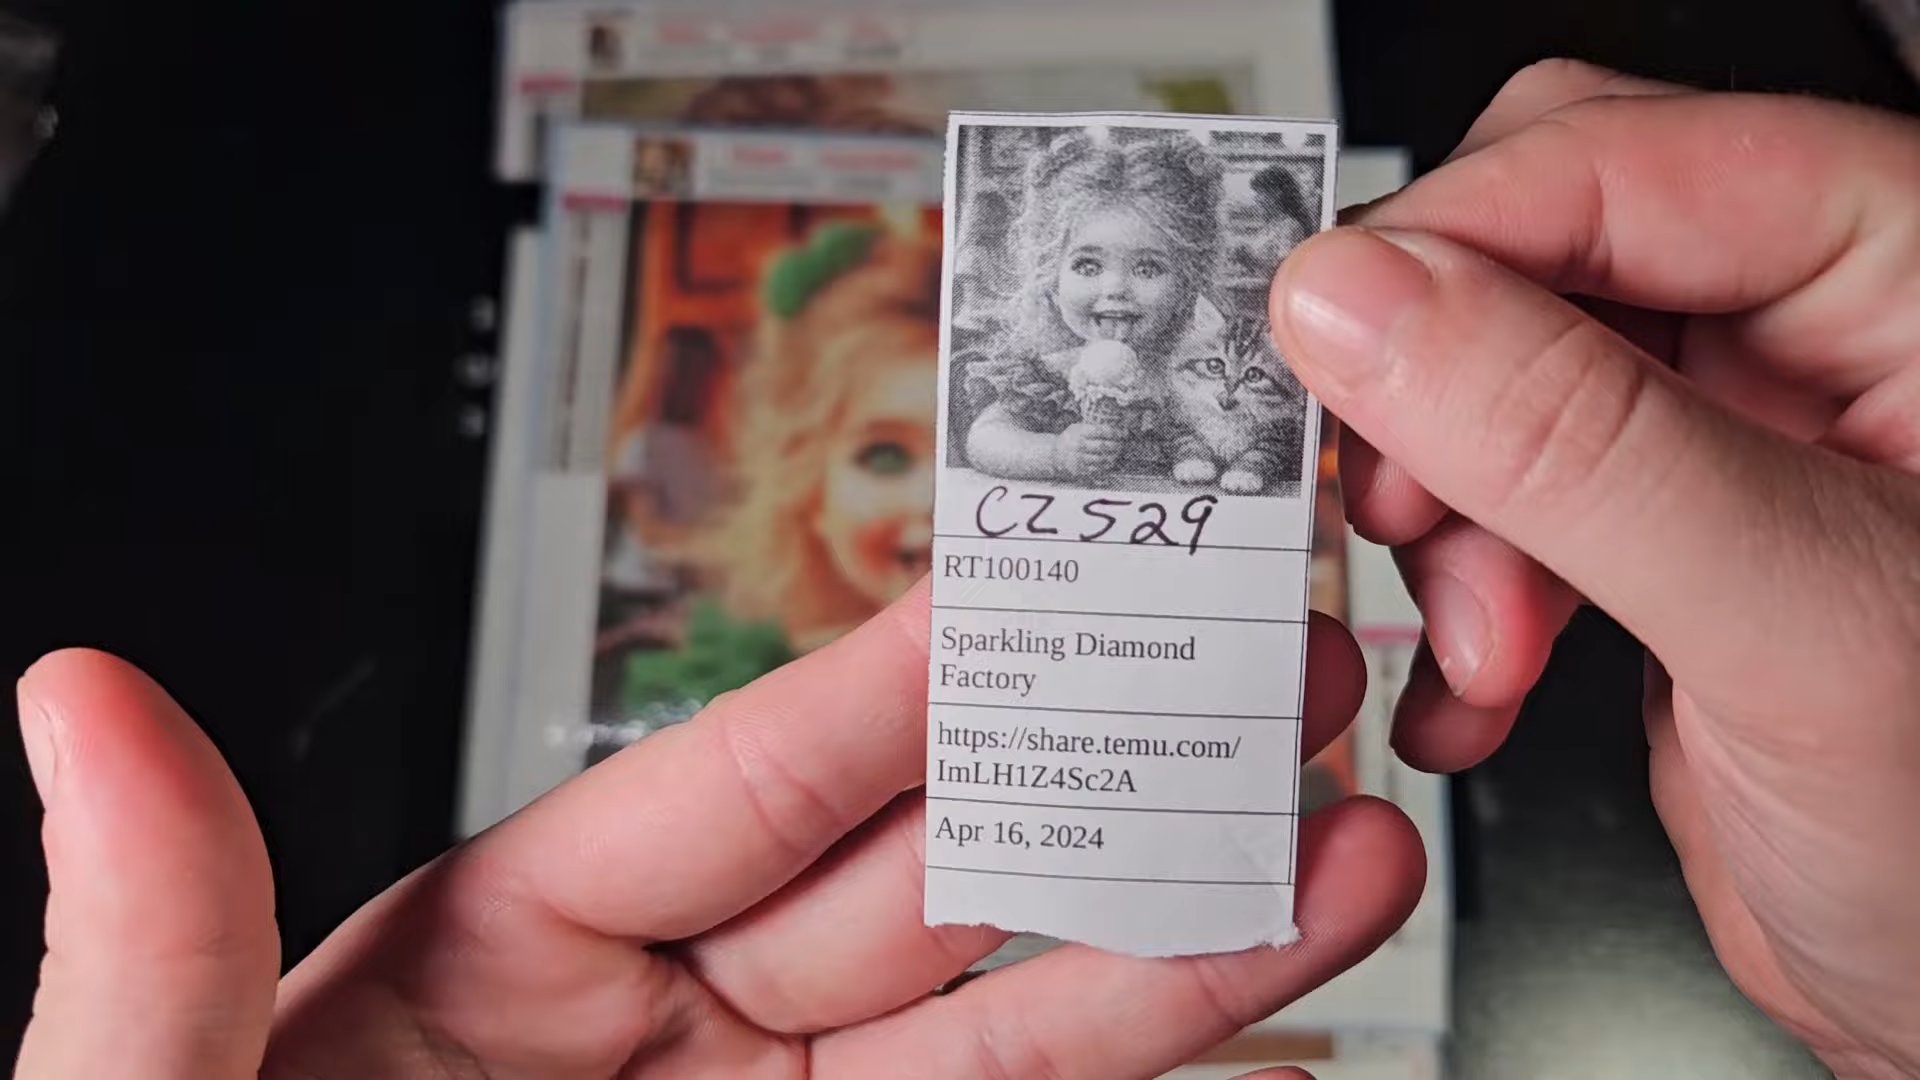 CZ529
RT100140
Sparkling Diamond
Factory
https://share.temu.com/
ImLH1Z4Sc2A
Apr 16, 2024